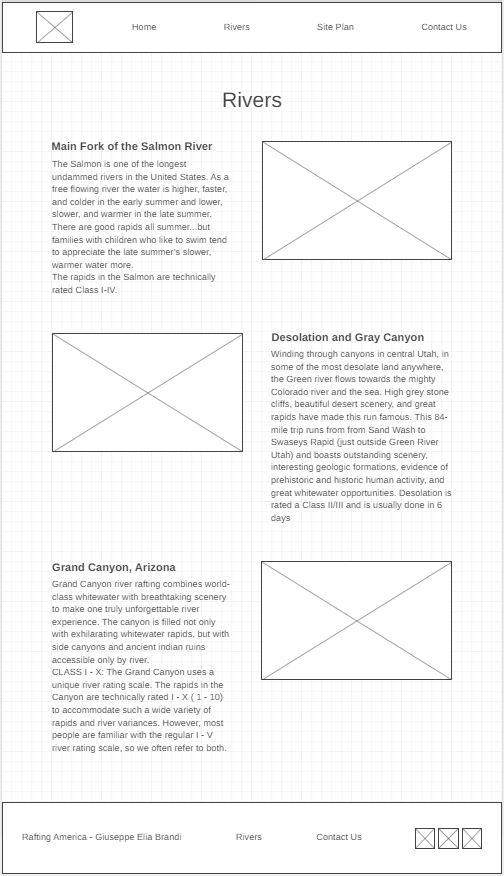 Home Rivers Site Plan Contact Us
Rivers
Main Fork of the Salmon River
The Salmon is one of the longest
undammed rivers in the United States. As a
free flowing river the water is higher, faster,
and colder in the early summer and lower,
slower, and warmer in the late summer.
There are good rapids all summer...but
families with children who like to swim tend
to appreciate the late summer's slower,
warmer water more.
The rapids in the Salmon are technically
rated Class I-IV.
Desolation and Gray Canyon
Winding through canyons in central Utah, in
some of the most desolate land anywhere,
the Green river flows towards the mighty
Colorado river and the sea. High grey stone
cliffs, beautiful desert scenery, and great
rapids have made this run famous. This 84-
mile trip runs from from Sand Wash to
Swaseys Rapid (just outside Green River
Utah) and boasts outstanding scenery,
interesting geologic formations, evidence of
prehistoric and historic human activity, and
great whitewater opportunities. Desolation is
rated a Class II/III and is usually done in 6
days
Grand Canyon, Arizona
Grand Canyon river rafting combines world-
class whitewater with breathtaking scenery
to make one truly unforgettable river
experience. The canyon is filled not only
with exhilarating whitewater rapids, but with
side canyons and ancient indian ruins
accessible only by river.
CLASS I - X: The Grand Canyon uses a
unique river rating scale. The rapids in the
Canyon are technically rated I - X ( 1 - 10)
to accommodate such a wide variety of
rapids and river variances. However, most
people are familiar with the regular I - V
river rating scale, so we often refer to both.
Rafting America - Giuseppe Elia Brandi Rivers Contact Us